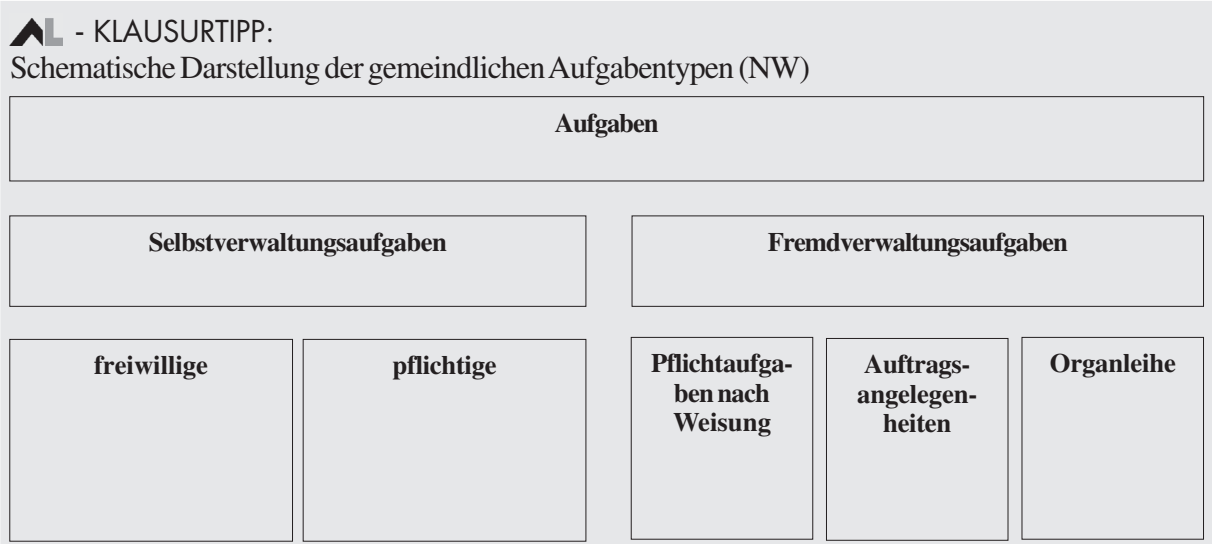 AL - KLAUSURTIPP:
Schematische Darstellung der gemeindlichen Aufgabentypen (NW)
Aufgaben
Selbstverwaltungsaufgaben
Fremdverwaltungsaufgaben
freiwillige
pflichtige
Pflichtaufga-
ben nach
Weisung
Auftrags-
angelegen-
heiten
Organleihe